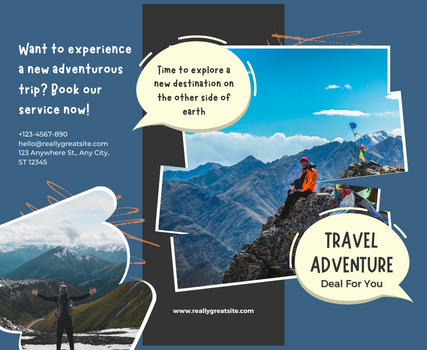 Want to experience
a new adventurous
trip? Book our
service now!
+123-4567-890
hello@reallygreatsite.com
123 Anywhere St., Any City,
ST 12345
Time to explore a
new destination on
the other side of
earth
TRAVEL
ADVENTURE
Deal For You
www.reallygreatsite.com